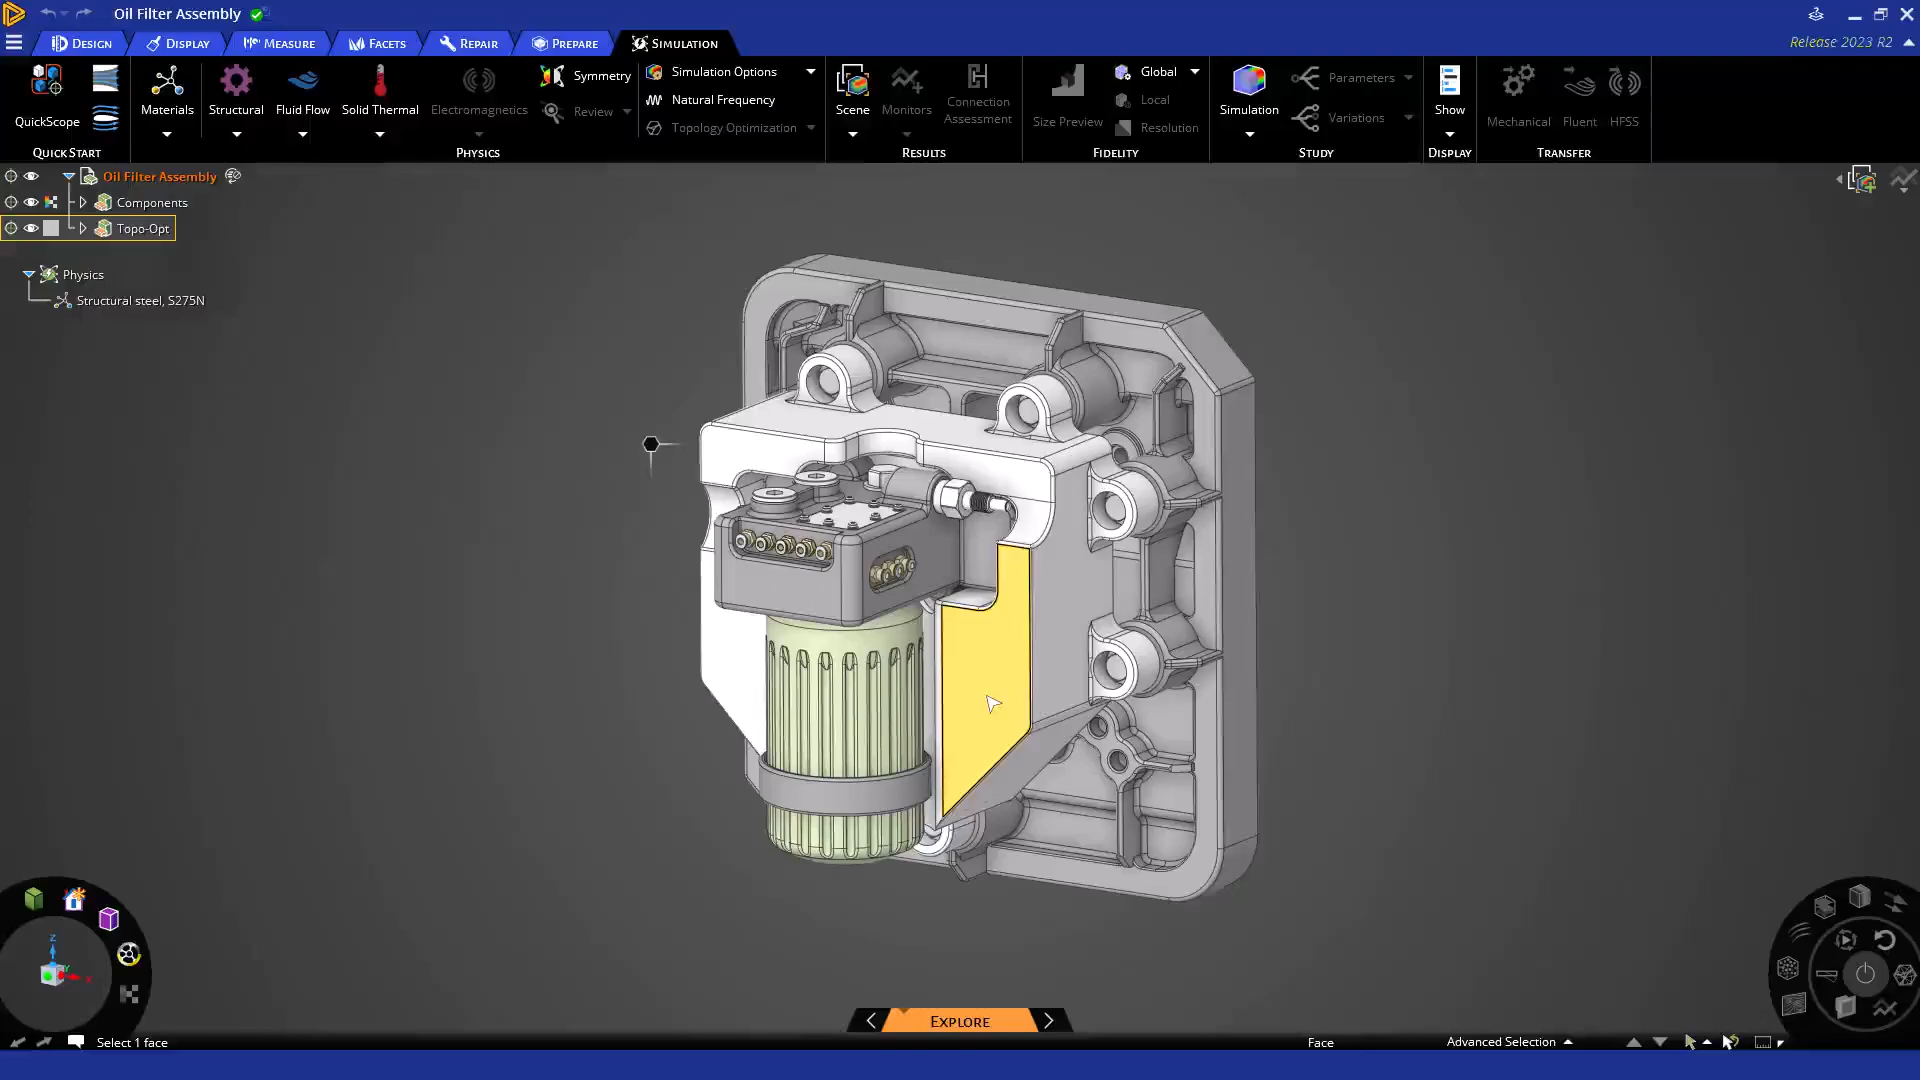 Oil Filter Assembly
DESIGN DISPLAY MEASURE FACETS REPAIR PREPARE SIMULATION
Release 2023 R2
QuickScope
QUICK START
Materials
Structural
Fluid Flow
Solid Thermal
Electromagnetics
Symmetry
Review
Simulation Options
Natural Frequency
Topology Optimization
PHYSICS
Scene
Monitors
Connection
Assessment
RESULTS
Size Preview
Global
Local
Resolution
FIDELITY
Simulation
Parameters
Variations
STUDY
Show
DISPLAY
Mechanical
Fluent
HFSS
TRANSFER
Oil Filter Assembly
Components
Topo-Opt
Physics
Structural steel, S275N
Z
X
EXPLORE
Select 1 face
Face
Advanced Selection